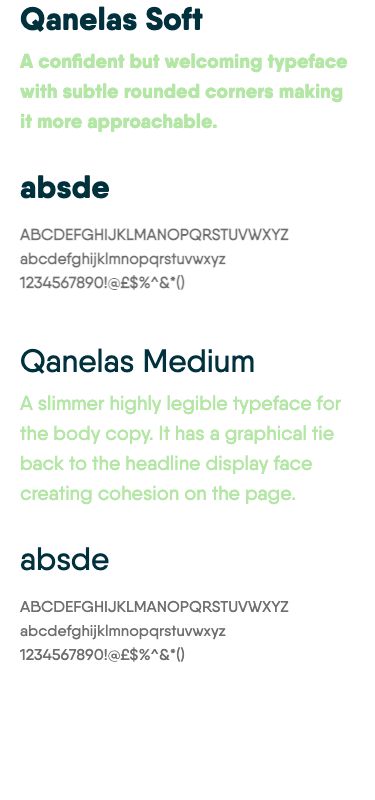 Qanelas Soft
A confident but welcoming typeface
with subtle rounded corners making
it more approachable.
absde
ABCDEFGHIJKLMANOPQRSTUVWXYZ
abcdefghijklmnopqrstuvwxyz
1234567890!@£$%^&*()
Qanelas Medium
A slimmer highly legible typeface for
the body copy. It has a graphical tie
back to the headline display face
creating cohesion on the page.
absde
ABCDEFGHIJKLMANOPQRSTUVWXYZ
abcdefghijklmnopqrstuvwxyz
1234567890!@£$%^&*()